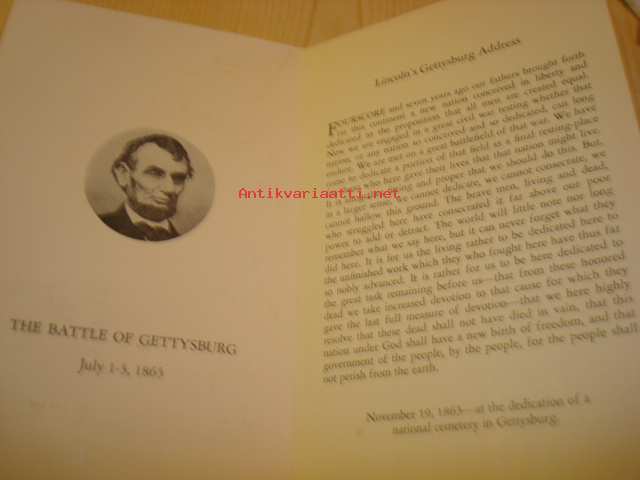 THE BATTLE OF GETTYSBURG
July 1-3, 1863
Antikvariaatti.net
Lincoln's Gettysburg Address
FOURSCORE and seven years ago our fathers brought forth
on this continent a new nation conceived in liberty and
dedicated to the proposition that all men are created equal.
Now we are engaged in a great civil war testing whether that
nation, or any nation so conceived and so dedicated, can long
endure. We are met on a great battlefield of that war. We have
come to dedicate a portion of that field as a final resting-place
for those who here gave their lives that that nation might live.
It is altogether fitting and proper that we should do this. But,
in a larger sense, we cannot dedicate, we cannot consecrate, we
cannot hallow this ground. The brave men, living and dead,
who struggled here have consecrated it far above our poor
power to add or detract. The world will little note nor long
remember what we say here, but it can never forget what they
did here. It is for us the living rather to be dedicated here to
the unfinished work which they who fought here have thus far
so nobly advanced. It is rather for us to be here dedicated to
the great task remaining before us—that from these honored
dead we take increased devotion to that cause for which they
gave the last full measure of devotion—that we here highly
resolve that these dead shall not have died in vain, that this
nation under God shall have a new birth of freedom, and that
government of the people, by the people, for the people shall
not perish from the earth.
November 19, 1863—at the dedication of a
national cemetery in Gettysburg.